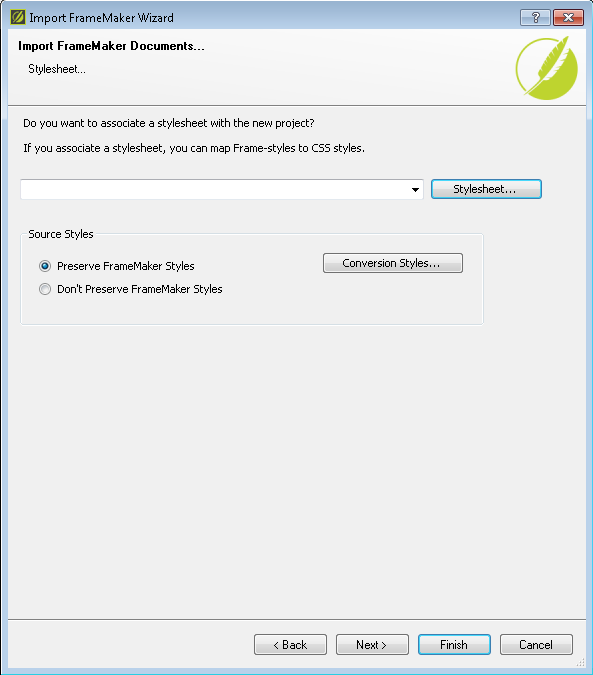 Import FrameMaker Wizard
?
Import FrameMaker Documents...
Stylesheet...
Do you want to associate a stylesheet with the new project?
If you associate a stylesheet, you can map Frame-styles to CSS styles.
Stylesheet...
Source Styles
Preserve FrameMaker Styles
Conversion Styles...
Don't Preserve FrameMaker Styles
< Back Next > Finish Cancel